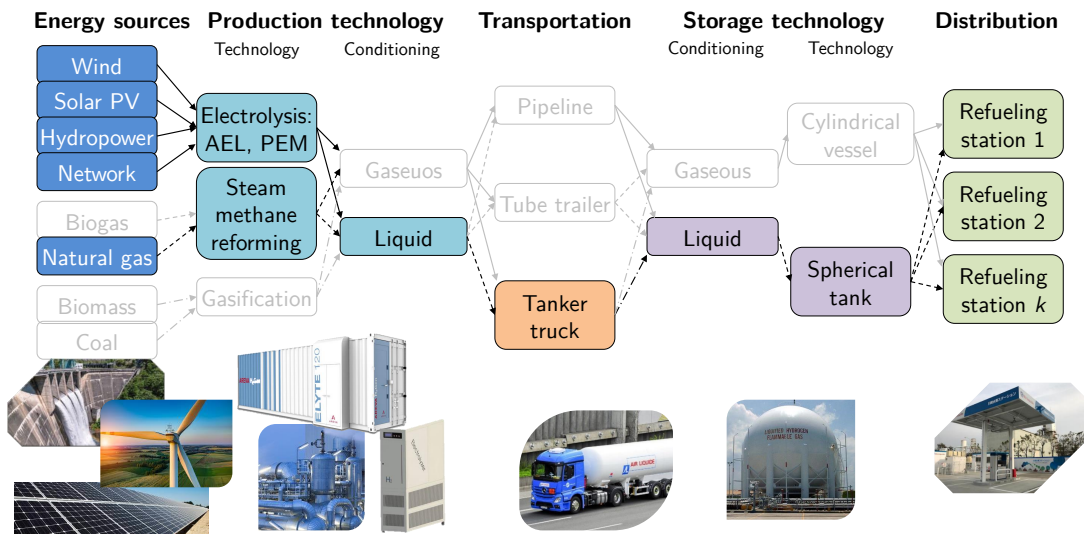 Energy sources
Production technology
Transportation
Storage technology
Distribution
Technology
Conditioning
Conditioning
Technology
Wind
Solar PV
Hydropower
Network
Biogas
Natural gas
Biomass
Coal
Electrolysis:
AEL, PEM
Steam
methane
reforming
Gasification
Gaseuos
Liquid
Pipeline
Tube trailer
Tanker
truck
Gaseous
Liquid
Cylindrical
vessel
Spherical
tank
Refueling
station 1
Refueling
station 2
Refueling
station k
ELYTE 120
H₂
AIR LIQUIDE
LIQUIFIED HYDROGEN
FLAMMABLE GAS